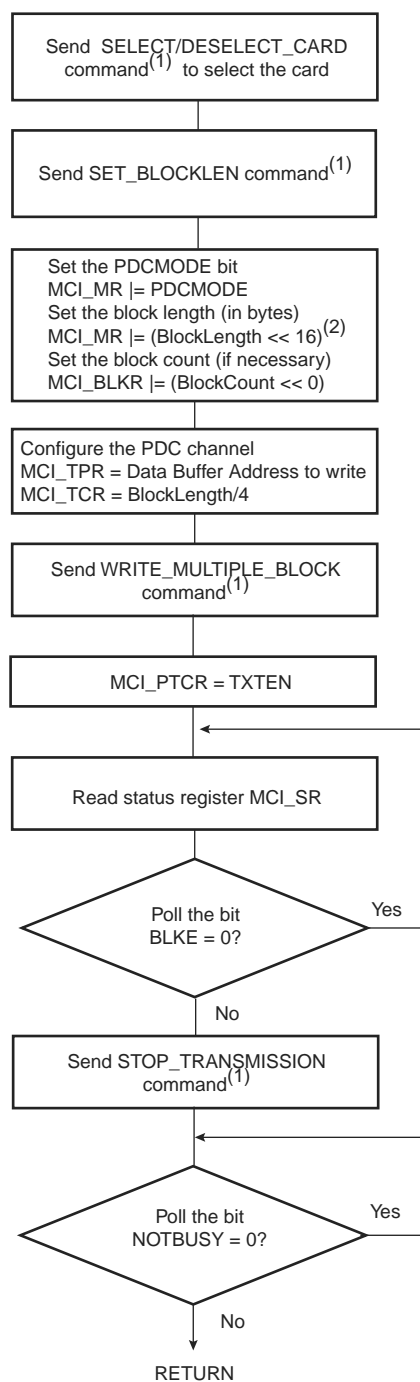 Send SELECT/DESELECT_CARD
command(1) to select the card
Send SET_BLOCKLEN command(1)
Set the PDCMODE bit
MCI_MR |= PDCMODE
Set the block length (in bytes)
MCI_MR |= (BlockLength << 16)(2)
Set the block count (if necessary)
MCI_BLKR |= (BlockCount << 0)
Configure the PDC channel
MCI_TPR = Data Buffer Address to write
MCI_TCR = BlockLength/4
Send WRITE_MULTIPLE_BLOCK
command(1)
MCI_PTCR = TXTEN
Read status register MCI_SR
Poll the bit
BLKE = 0?
Yes
No
Send STOP_TRANSMISSION
command(1)
Poll the bit
NOTBUSY = 0?
Yes
No
RETURN